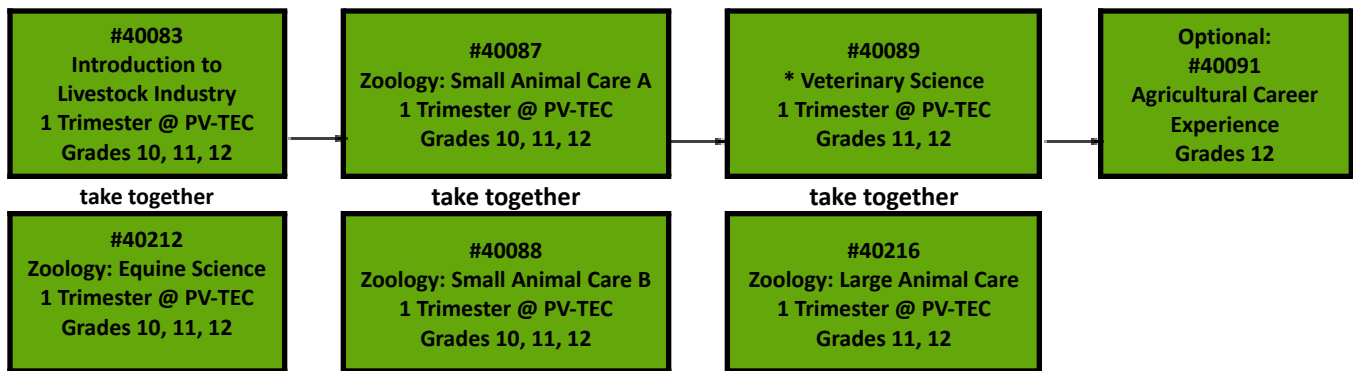 #40083
Introduction to
Livestock Industry
1 Trimester @ PV-TEC
Grades 10, 11, 12
take together
#40212
Zoology: Equine Science
1 Trimester @ PV-TEC
Grades 10, 11, 12
#40087
Zoology: Small Animal Care A
1 Trimester @ PV-TEC
Grades 10, 11, 12
take together
#40088
Zoology: Small Animal Care B
1 Trimester @ PV-TEC
Grades 10, 11, 12
#40089
* Veterinary Science
1 Trimester @ PV-TEC
Grades 11, 12
take together
#40216
Zoology: Large Animal Care
1 Trimester @ PV-TEC
Grades 11, 12
Optional:
#40091
Agricultural Career
Experience
Grades 12